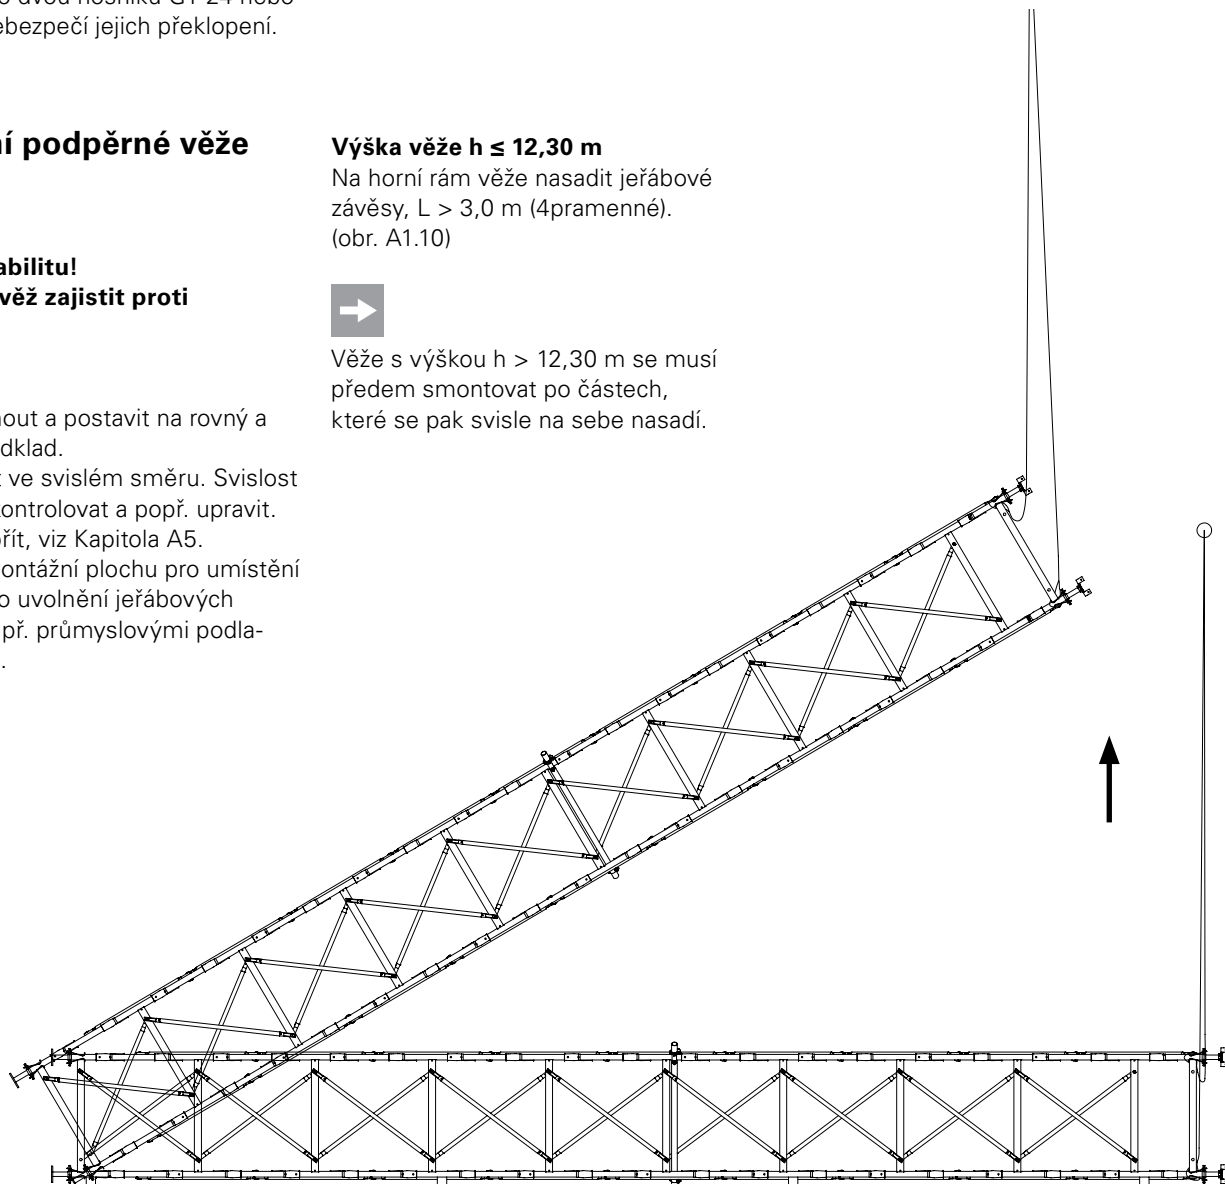 dvou nosníků GT 24 nebo
ebezpečí jejich překlopení.
í podpěrné věže
abilitu!
věž zajistit proti
nout a postavit na rovný a
dklad.
t ve svislém směru. Svislost
kontrolovat a popř. upravit.
přít, viz Kapitola A5.
ontážní plochu pro umístění
o uvolnění jeřábových
apř. průmyslovými podla-
Výška věže h ≤ 12,30 m
Na horní rám věže nasadit jeřábové
závěsy, L > 3,0 m (4pramenné).
(obr. A1.10)
Věže s výškou h > 12,30 m se musí
předem smontovat po částech,
které se pak svisle na sebe nasadí.